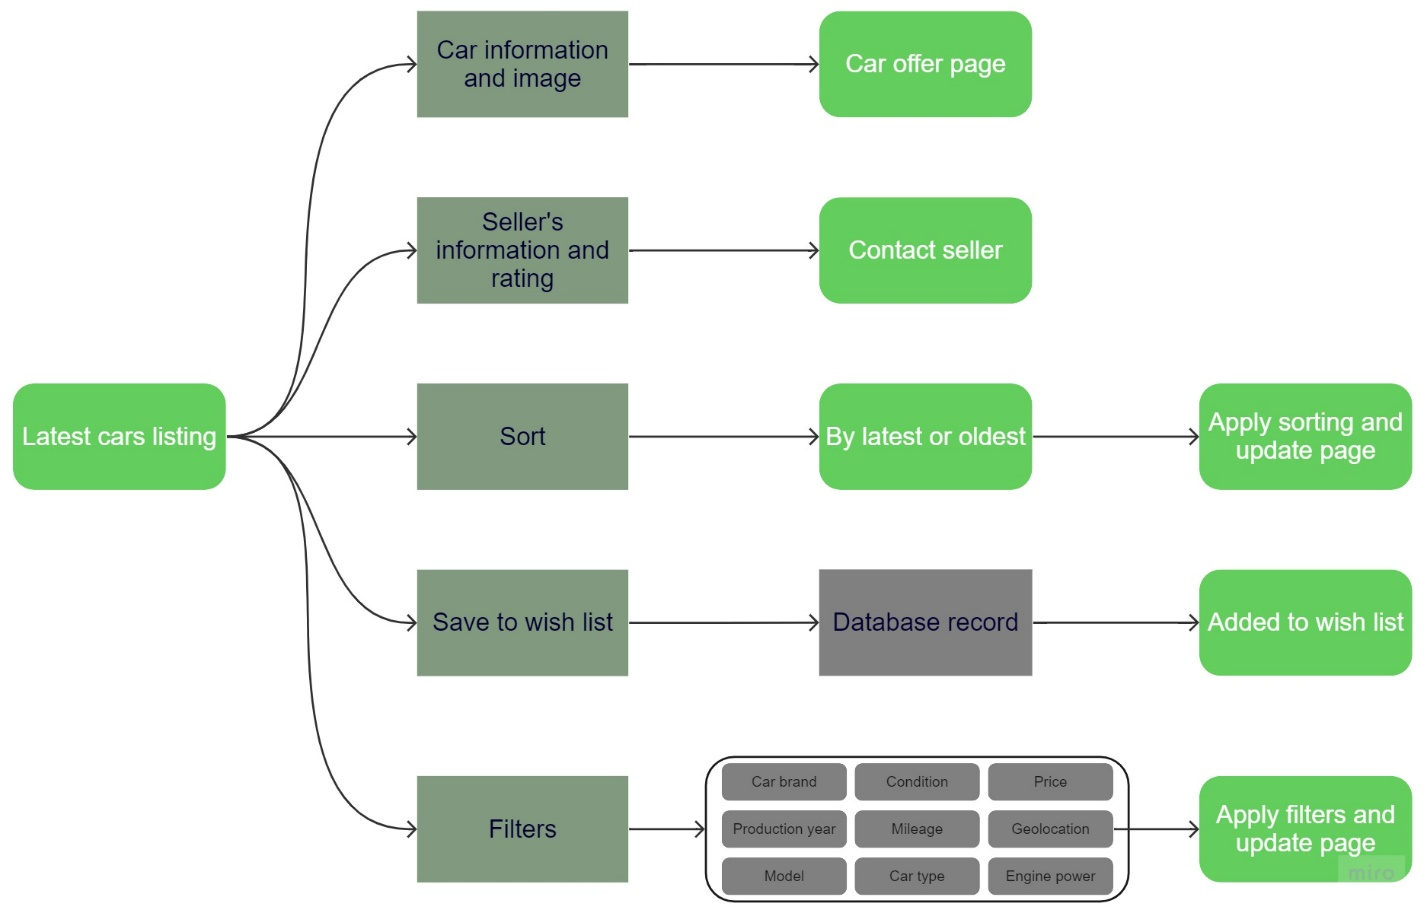 Car information
and image
Car offer page
Seller's
information and
rating
Contact seller
Latest cars listing
Sort
By latest or oldest
Apply sorting and
update page
Save to wish list
Database record
Added to wish list
Filters
Car brand
Condition
Price
Production year
Mileage
Geolocation
Model
Car type
Engine power
Apply filters and
update page
miro